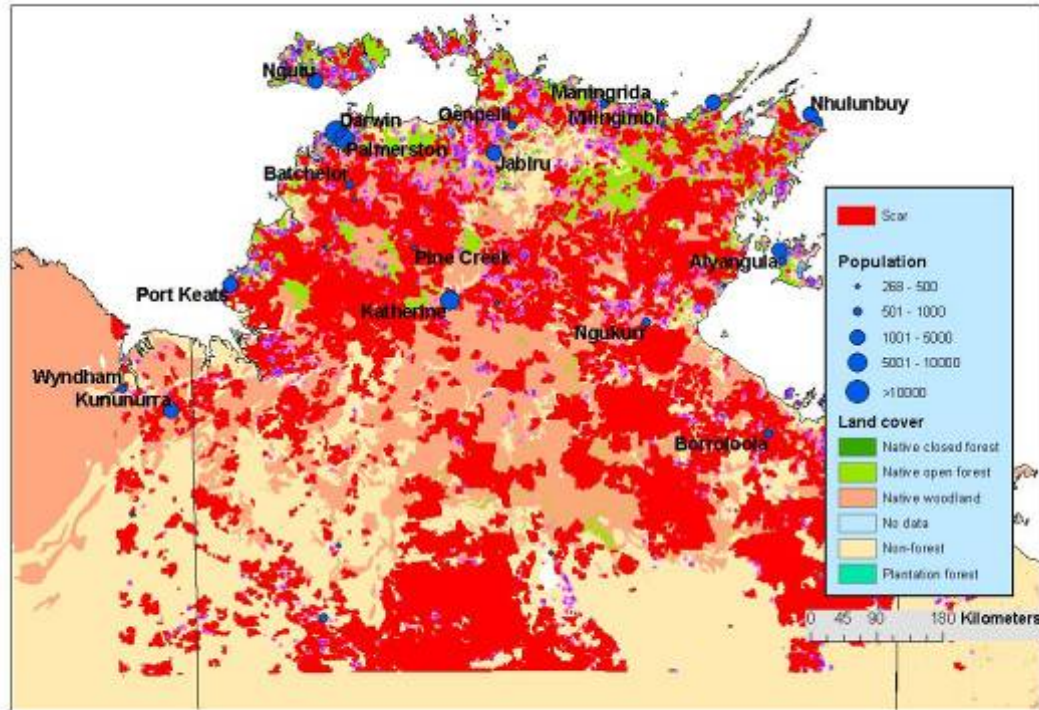 Nguru
Maningrida
Oenpelli
Nhulunbuy
Milingimbi
Darwin
Palmerston
Jabiru
Batchelor
Alyangula
Pine Creek
Port Keats
Katherine
Ngukurr
Wyndham
Kununurra
Borroloola
Scar
Population
268 - 500
501 - 1000
1001 - 5000
5001 - 10000
>10000
Land cover
Native closed forest
Native open forest
Native woodland
No data
Non-forest
Plantation forest
0 45 90 180 Kilometers